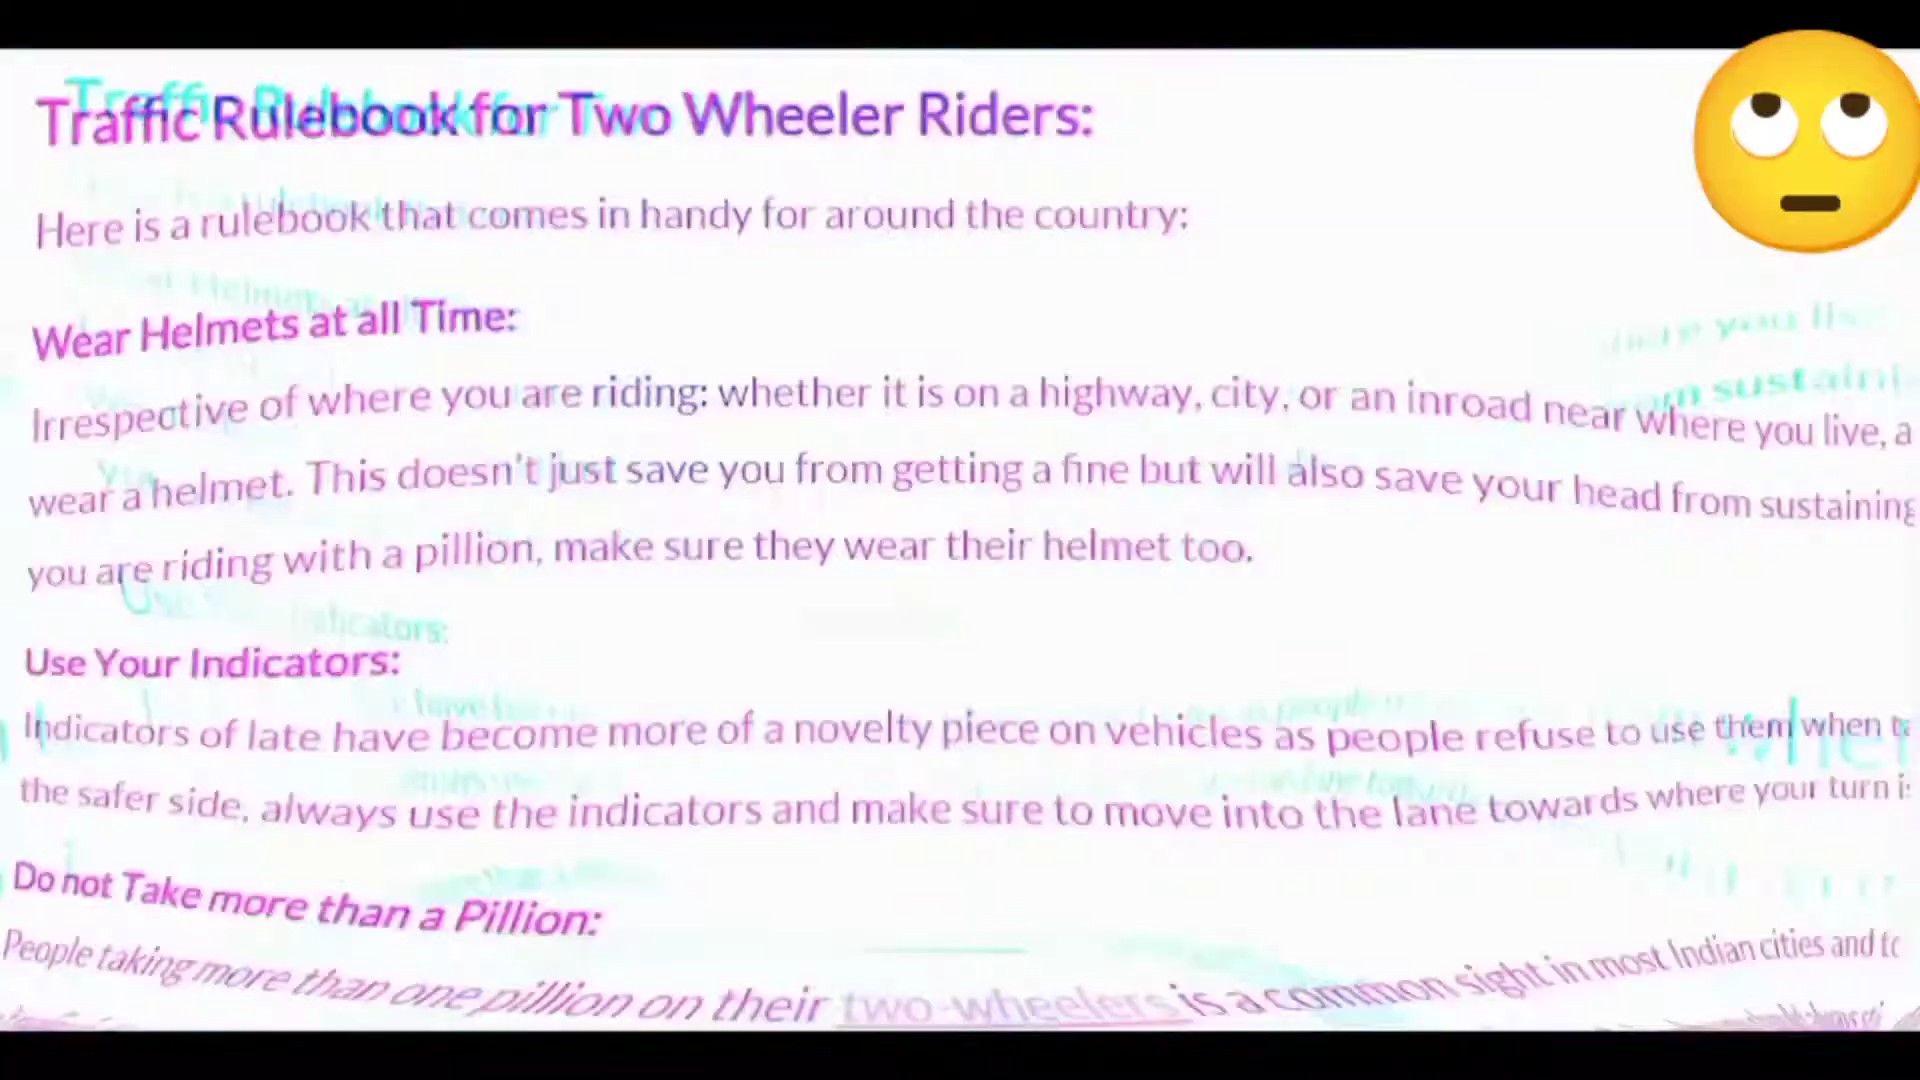 Traffic Rulebook for Two Wheeler Riders:
Here is a rulebook that comes in handy for around the country:
Wear Helmets at all Time:
Irrespective of where you are riding: whether it is on a highway, city, or an inroad near where you live, a
wear a helmet. This doesn't just save you from getting a fine but will also save your head from sustaining
you are riding with a pillion, make sure they wear their helmet too.
Use Your Indicators:
Indicators of late have become more of a novelty piece on vehicles as people refuse to use them when ta
the safer side, always use the indicators and make sure to move into the lane towards where your turn is
Do not Take more than a Pillion:
People taking more than one pillion on their two-wheelers is a common sight in most Indian cities and to